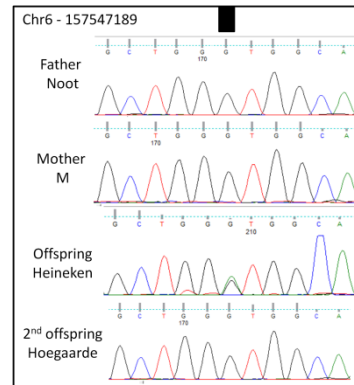 Chr6 - 157547189
G C T G G G T G G C A
170
Father
Noot
G C T G G G T G G C A
170
Mother
M
G C T G G G T G G C A
210
Offspring
Heineken
G C T G G G T G G C A
170
2nd offspring
Hoegaarde